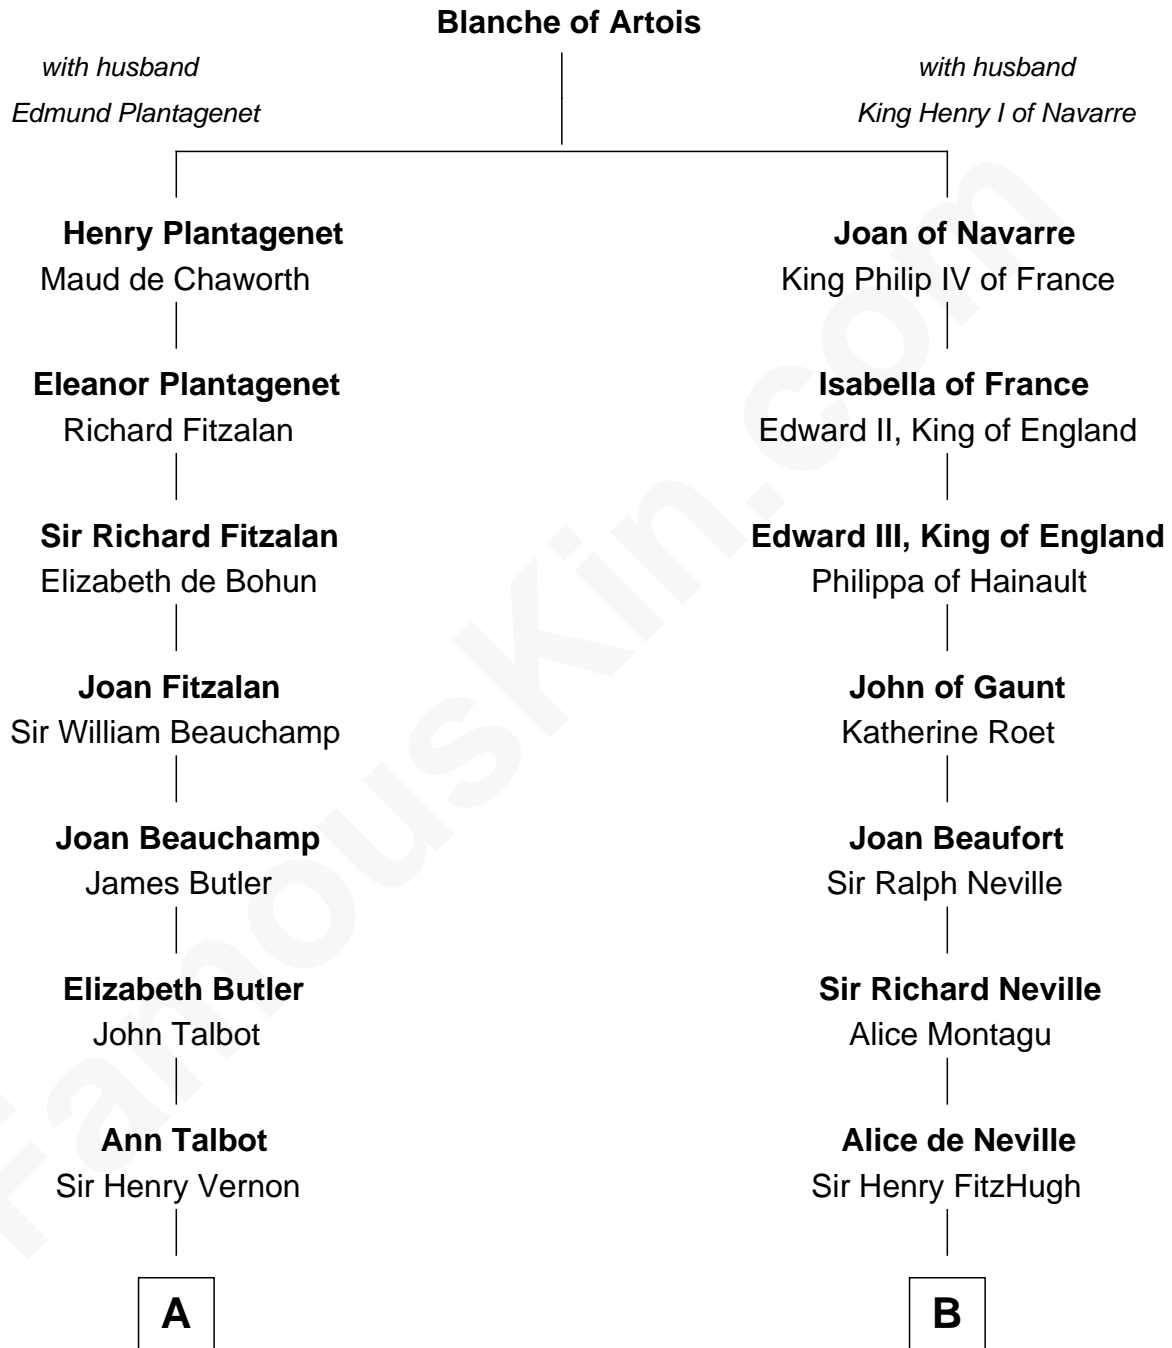 Blanche of Artois
with husband
Edmund Plantagenet
with husband
King Henry I of Navarre
Henry Plantagenet
Maud de Chaworth
Joan of Navarre
King Philip IV of France
Eleanor Plantagenet
Richard Fitzalan
Isabella of France
Edward II, King of England
Sir Richard Fitzalan
Elizabeth de Bohun
Edward III, King of England
Philippa of Hainault
Joan Fitzalan
Sir William Beauchamp
John of Gaunt
Katherine Roet
Joan Beauchamp
James Butler
Joan Beaufort
Sir Ralph Neville
Elizabeth Butler
John Talbot
Sir Richard Neville
Alice Montagu
Ann Talbot
Sir Henry Vernon
Alice de Neville
Sir Henry FitzHugh
A
B
FamousKin.com